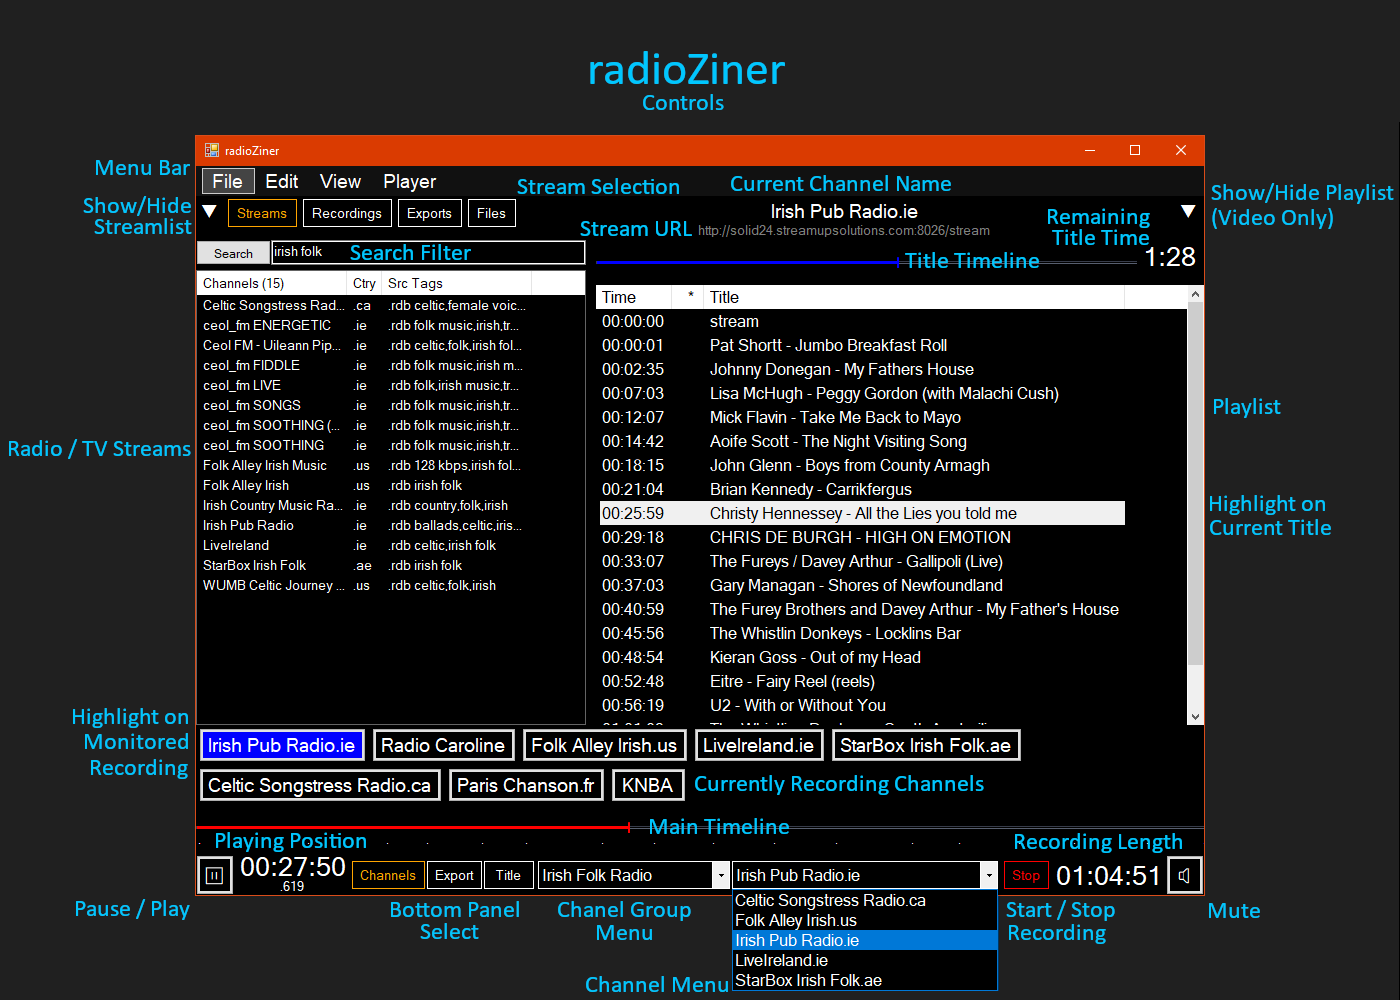 radioZiner
Controls
radioZiner
Menu Bar
File Edit View Player
Stream Selection
Current Channel Name
Show/Hide Streamlist
Streams Recordings Exports Files
Irish Pub Radio.ie
Show/Hide Playlist
(Video Only)
Stream URL http://solid24.streamupsolutions.com:8026/stream
Remaining
Title Time
1:28
Search irish folk Search Filter
Title Timeline
Channels (15) Ctry Src Tags
Celtic Songstress Rad... .ca .rdb celtic,female voic...
ceol_fm ENERGETIC .ie .rdb folk music,irish,tr...
Ceol FM - Uileann Pip... .ie .rdb celtic,folk,irish fol...
ceol_fm FIDDLE .ie .rdb folk music,irish m...
ceol_fm LIVE .ie .rdb folk,irish music,tr...
ceol_fm SONGS .ie .rdb folk music,irish,tr...
ceol_fm SOOTHING (... .ie .rdb folk music,irish,tr...
ceol_fm SOOTHING .ie .rdb folk music,irish,tr...
Folk Alley Irish Music .us .rdb 128 kbps,irish fol...
Folk Alley Irish .us .rdb irish folk
Irish Country Music Ra... .ie .rdb country,folk,irish
Irish Pub Radio .ie .rdb ballads,celtic,iris...
LiveIreland .ie .rdb celtic,irish folk
StarBox Irish Folk .ae .rdb irish folk
WUMB Celtic Journey ... .us .rdb celtic,folk,irish
Radio / TV Streams
Time * Title
00:00:00 stream
00:00:01 Pat Shortt - Jumbo Breakfast Roll
00:02:35 Johnny Donegan - My Fathers House
00:07:03 Lisa McHugh - Peggy Gordon (with Malachi Cush)
00:12:07 Mick Flavin - Take Me Back to Mayo
00:14:42 Aoife Scott - The Night Visiting Song
00:18:15 John Glenn - Boys from County Armagh
00:21:04 Brian Kennedy - Carrikfergus
00:25:59 Christy Hennessey - All the Lies you told me
00:29:18 CHRIS DE BURGH - HIGH ON EMOTION
00:33:07 The Fureys / Davey Arthur - Gallipoli (Live)
00:37:03 Gary Managan - Shores of Newfoundland
00:40:59 The Furey Brothers and Davey Arthur - My Father's House
00:45:56 The Whistlin Donkeys - Locklins Bar
00:48:54 Kieran Goss - Out of my Head
00:52:48 Eitre - Fairy Reel (reels)
00:56:19 U2 - With or Without You
Playlist
Highlight on
Current Title
Highlight on
Monitored
Recording
Irish Pub Radio.ie Radio Caroline Folk Alley Irish.us LiveIreland.ie StarBox Irish Folk.ae
Celtic Songstress Radio.ca Paris Chanson.fr KNBA Currently Recording Channels
Main Timeline
Playing Position
Recording Length
00:27:50
.619
Channels Export Title Irish Folk Radio Irish Pub Radio.ie Stop 01:04:51
Celtic Songstress Radio.ca
Folk Alley Irish.us
Irish Pub Radio.ie
LiveIreland.ie
StarBox Irish Folk.ae
Pause / Play
Bottom Panel
Select
Chanel Group
Menu
Channel Menu
Start / Stop
Recording
Mute